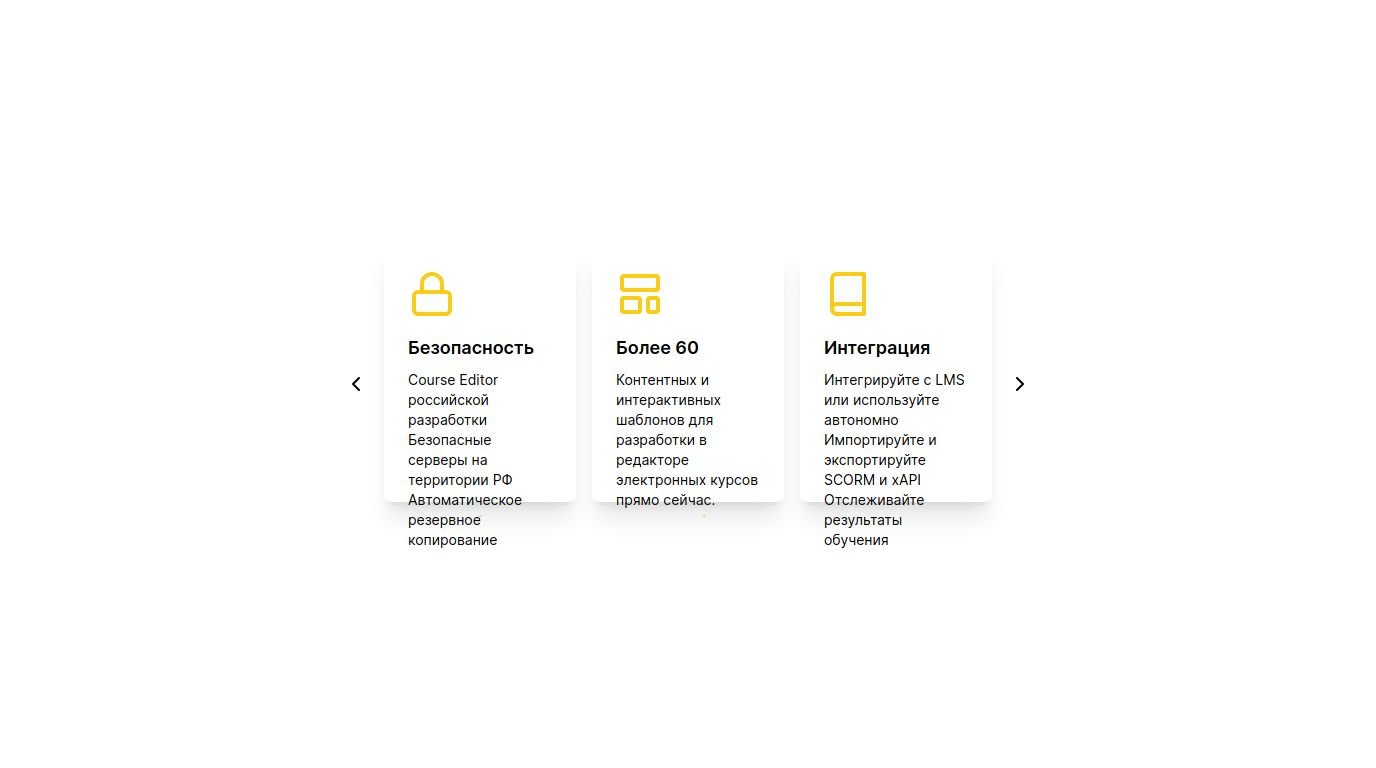 Безопасность
Course Editor
российской
разработки
Безопасные
серверы на
территории РФ
Автоматическое
резервное
копирование
Более 60
Контентных и
интерактивных
шаблонов для
разработки в
редакторе
электронных курсов
прямо сейчас.
Интеграция
Интегрируйте с LMS
или используйте
автономно
Импортируйте и
экспортируйте
SCORM и xAPI
Отслеживайте
результаты
обучения